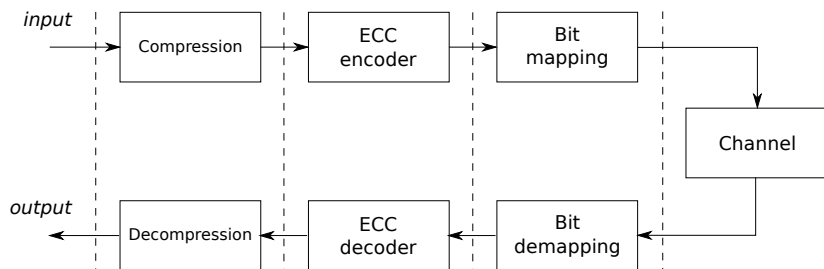 input
Compression
ECC
encoder
Bit
mapping
Channel
output
Decompression
ECC
decoder
Bit
demapping